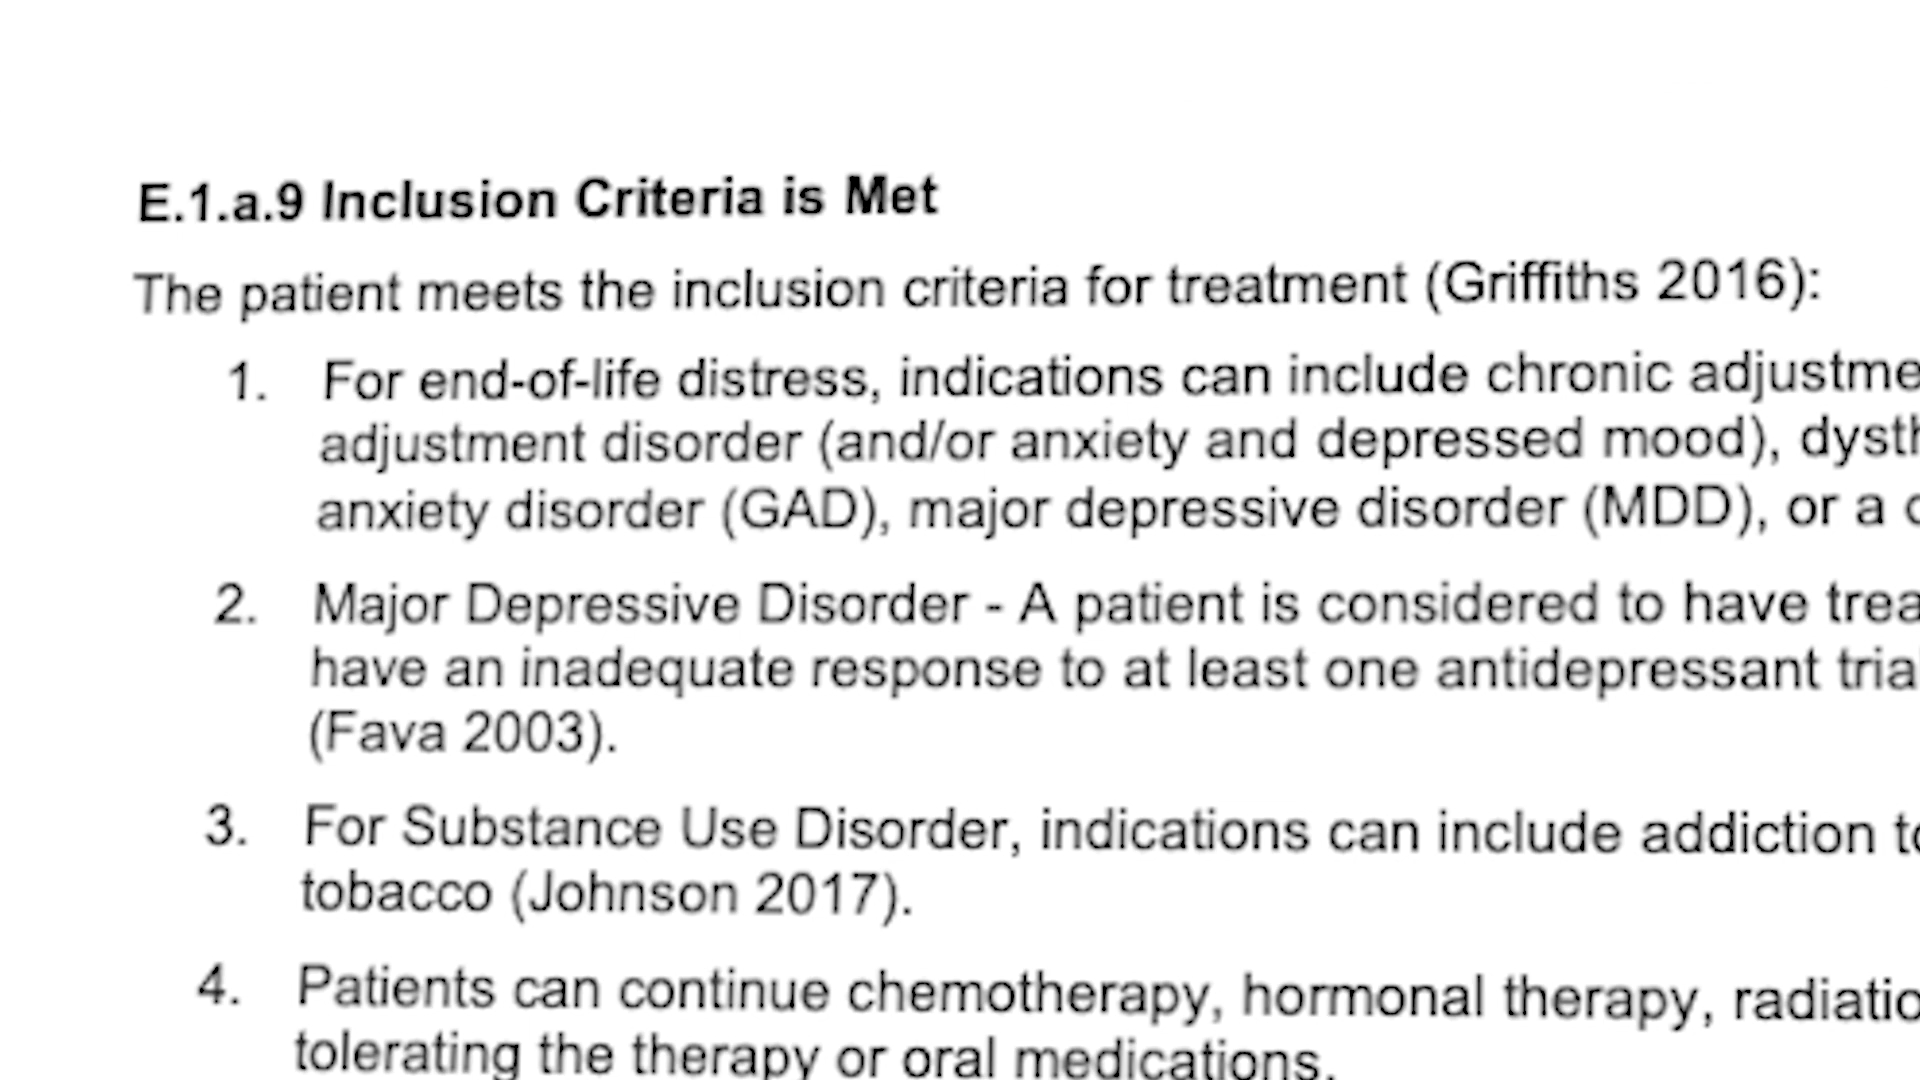 E.1.a.9 Inclusion Criteria is Met
The patient meets the inclusion criteria for treatment (Griffiths 2016):
1. For end-of-life distress, indications can include chronic
adjustment disorder (and/or anxiety and depressed mood),
anxiety disorder (GAD), major depressive disorder (MDD), or a
2. Major Depressive Disorder - A patient is considered to have
have an inadequate response to at least one antidepressant
(Fava 2003).
3. For Substance Use Disorder, indications can include addiction
tobacco (Johnson 2017).
4. Patients can continue chemotherapy, hormonal therapy,
tolerating the therapy or oral medications.